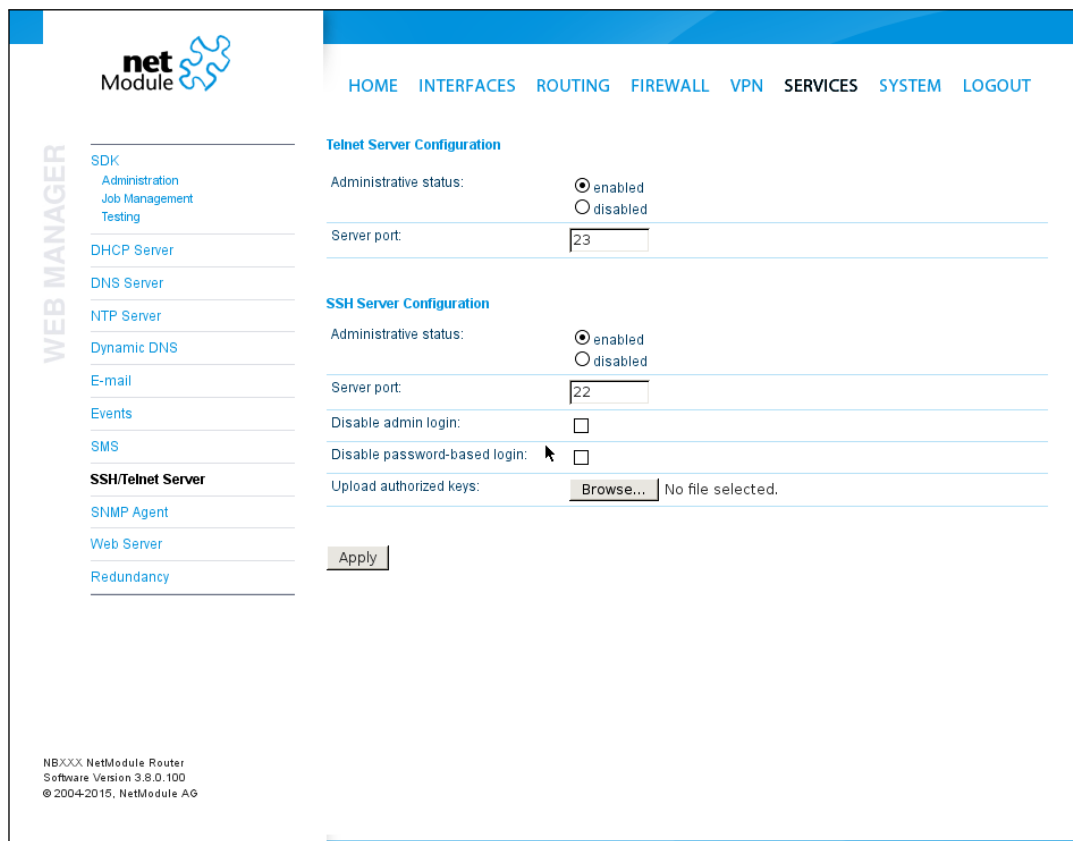 net
Module
HOME INTERFACES ROUTING FIREWALL VPN SERVICES SYSTEM LOGOUT
WEB MANAGER
SDK
Administration
Job Management
Testing
DHCP Server
DNS Server
NTP Server
Dynamic DNS
E-mail
Events
SMS
SSH/Telnet Server
SNMP Agent
Web Server
Redundancy
Telnet Server Configuration
Administrative status:
enabled
disabled
Server port:
23
SSH Server Configuration
Administrative status:
enabled
disabled
Server port:
22
Disable admin login:
Disable password-based login:
Upload authorized keys:
Browse... No file selected.
Apply
NBXXX NetModule Router
Software Version 3.8.0.100
© 2004-2015, NetModule AG